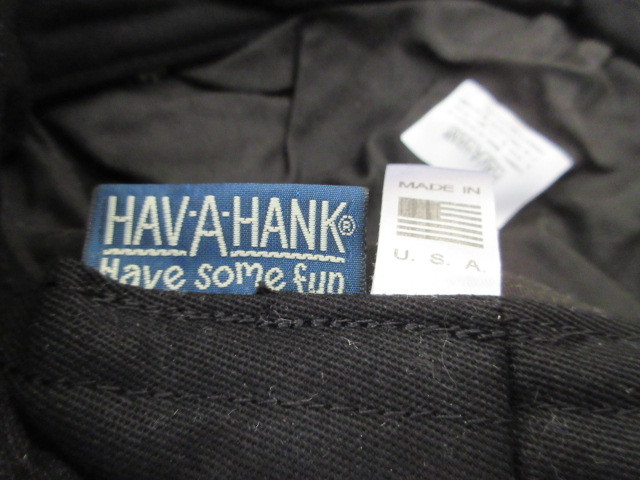 HAV-A-HANK®
Have some fun
MADE IN
U. S. A.